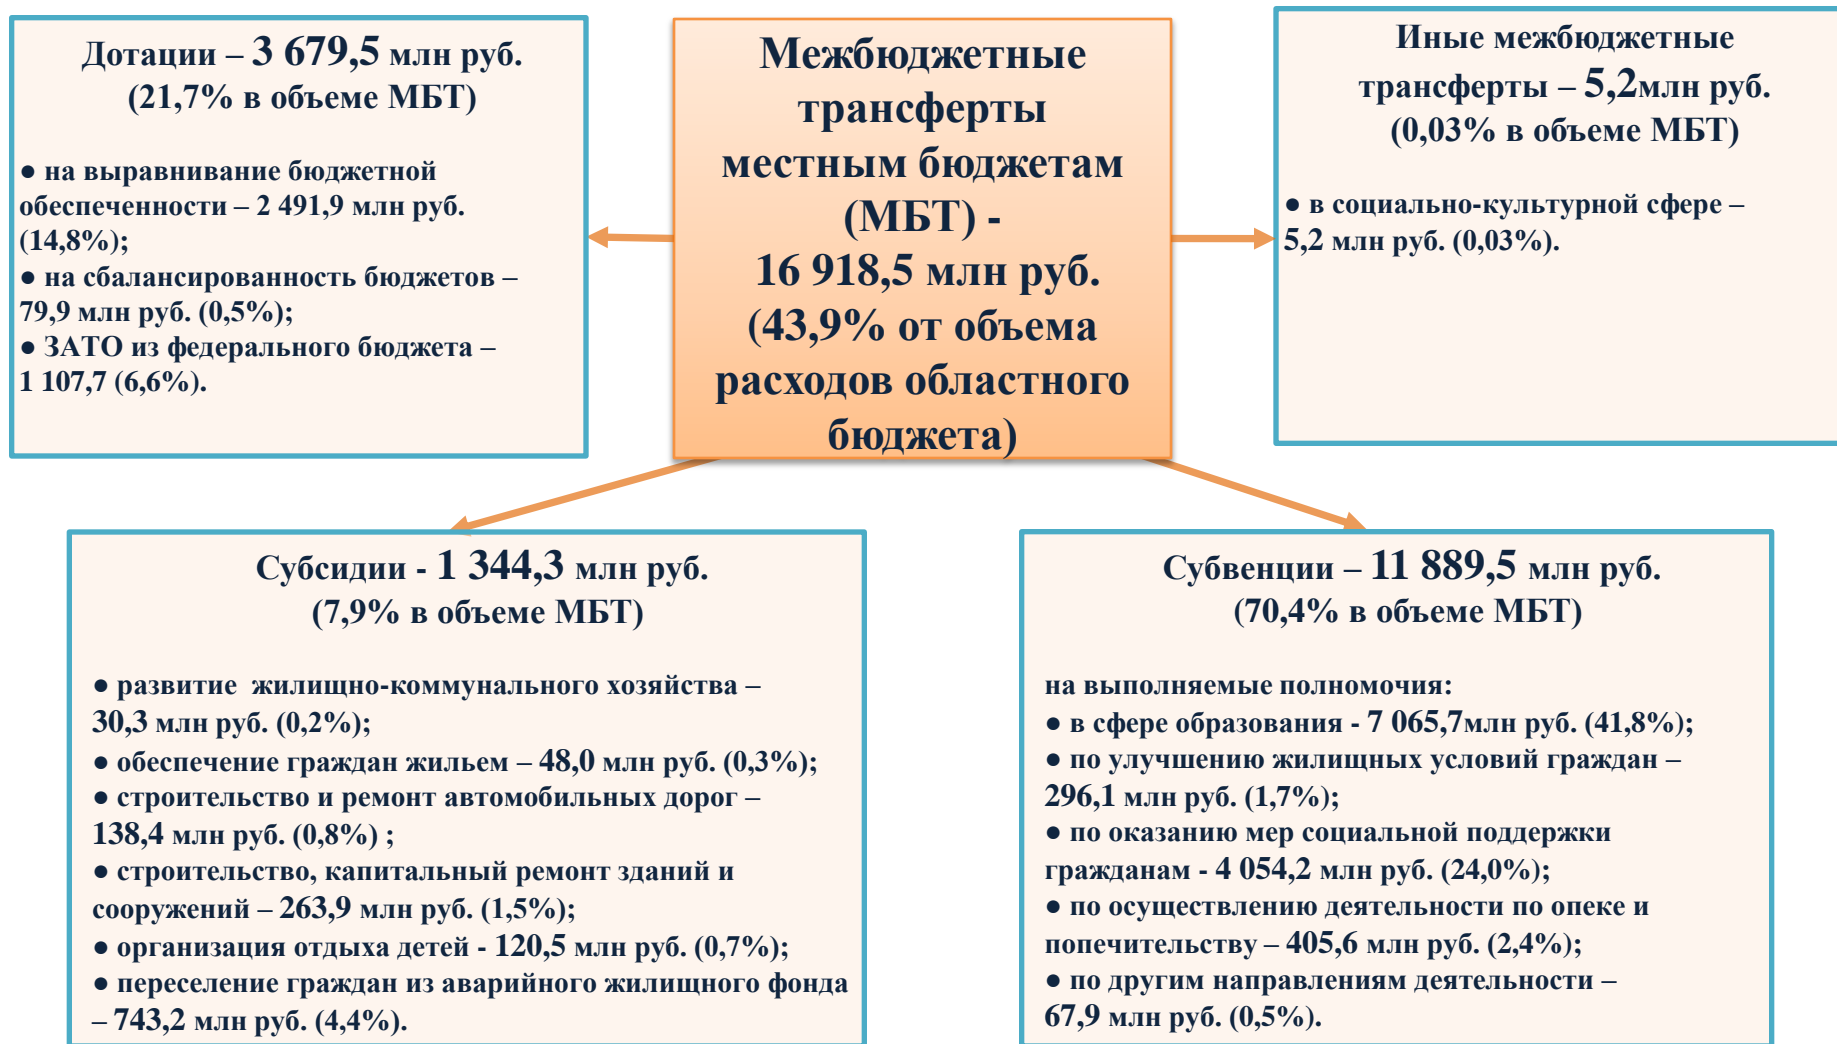 Дотации – 3 679,5 млн руб.
(21,7% в объеме МБТ)
● на выравнивание бюджетной
обеспеченности – 2 491,9 млн руб.
(14,8%);
● на сбалансированность бюджетов –
79,9 млн руб. (0,5%);
● ЗАТО из федерального бюджета –
1 107,7 (6,6%).
Межбюджетные
трансферты
местным бюджетам
(МБТ) -
16 918,5 млн руб.
(43,9% от объема
расходов областного
бюджета)
Иные межбюджетные
трансферты – 5,2млн руб.
(0,03% в объеме МБТ)
● в социально-культурной сфере –
5,2 млн руб. (0,03%).
Субсидии - 1 344,3 млн руб.
(7,9% в объеме МБТ)
● развитие  жилищно-коммунального хозяйства –
30,3 млн руб. (0,2%);
● обеспечение граждан жильем – 48,0 млн руб. (0,3%);
● строительство и ремонт автомобильных дорог –
138,4 млн руб. (0,8%) ;
● строительство, капитальный ремонт зданий и
сооружений – 263,9 млн руб. (1,5%);
● организация отдыха детей - 120,5 млн руб. (0,7%);
● переселение граждан из аварийного жилищного фонда
– 743,2 млн руб. (4,4%).
Субвенции – 11 889,5 млн руб.
(70,4% в объеме МБТ)
на выполняемые полномочия:
● в сфере образования - 7 065,7млн руб. (41,8%);
● по улучшению жилищных условий граждан –
296,1 млн руб. (1,7%);
● по оказанию мер социальной поддержки
гражданам - 4 054,2 млн руб. (24,0%);
● по осуществлению деятельности по опеке и
попечительству – 405,6 млн руб. (2,4%);
● по другим направлениям деятельности –
67,9 млн руб. (0,5%).